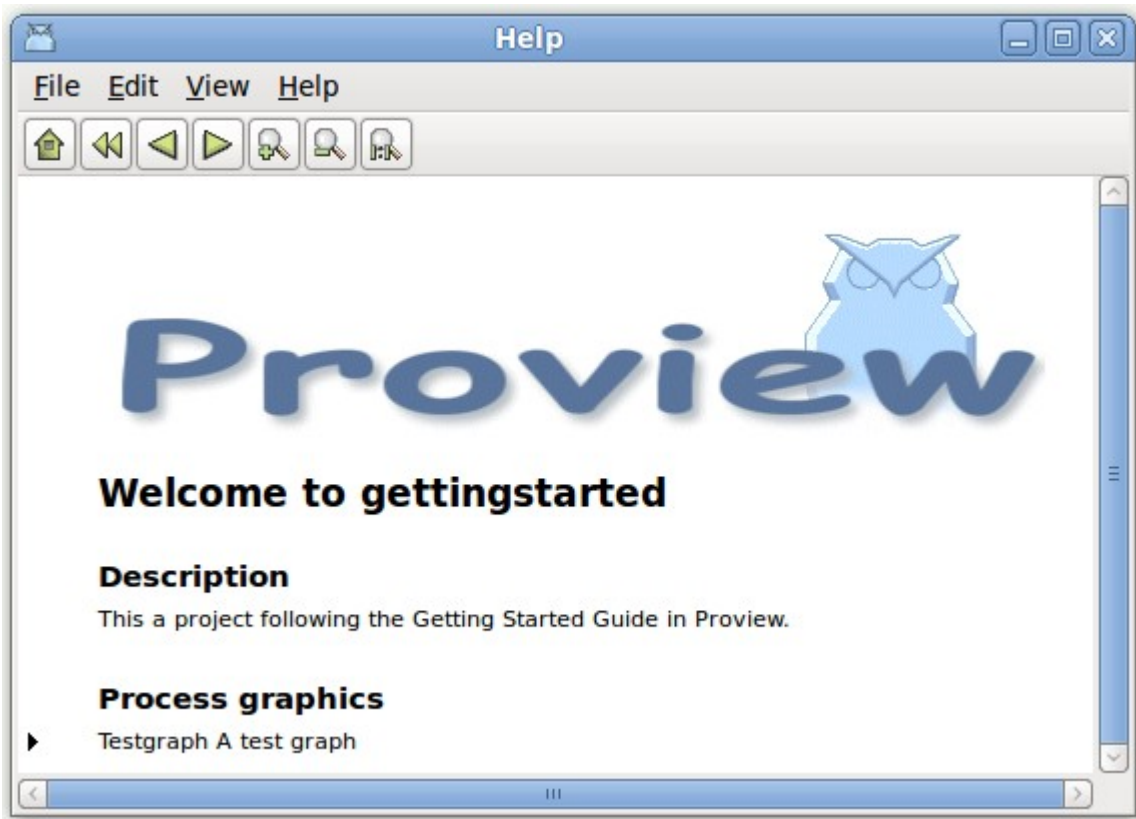 Help
File Edit View Help
Proview
Welcome to gettingstarted
Description
This a project following the Getting Started Guide in Proview.
Process graphics
Testgraph A test graph